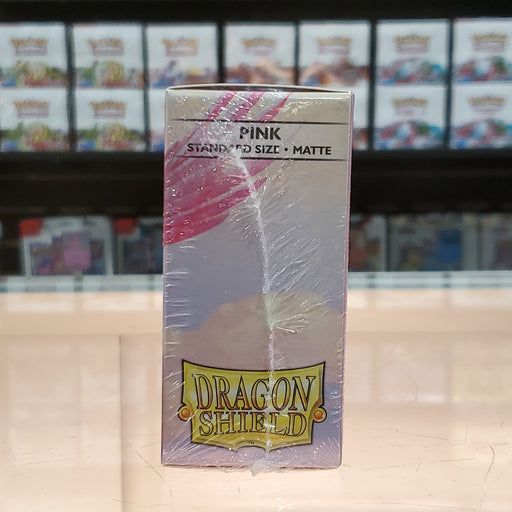 PINK
STANDARD SIZE • MATTE
DRAGON
SHIELD